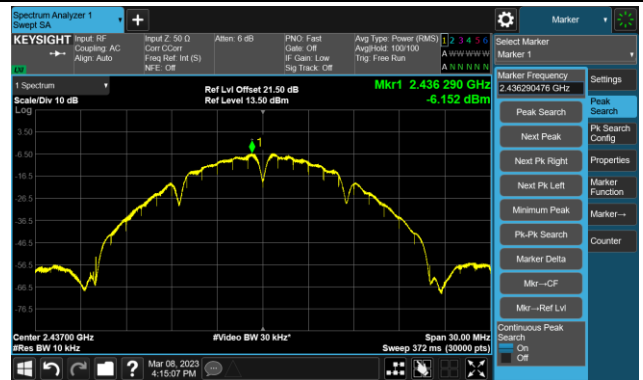 Spectrum Analyzer 1
Swept SA
Marker
KEYSIGHT
Input: RF
Coupling: AC
Align: Auto
Input Z: 50 Ω
Corr CCorr
Freq Ref: Int (S)
NFE: Off
Atten: 6 dB
PNO: Fast
Gate: Off
IF Gain: Low
Sig Track: Off
Avg Type: Power (RMS)
Avg|Hold: 100/100
Trig: Free Run
1 2 3 4 5 6
A W W W W W
A N N N N N
Select Marker
Marker 1
1 Spectrum
Scale/Div 10 dB
Log
Ref Lvl Offset 21.50 dB
Ref Level 13.50 dBm
Mkr1 2.436 290 GHz
-6.152 dBm
1
3.50
-6.50
-16.5
-26.5
-36.5
-46.5
-56.5
-66.5
-76.5
Center 2.43700 GHz
#Res BW 10 kHz
#Video BW 30 kHz*
Span 30.00 MHz
Sweep 372 ms (30000 pts)
Marker Frequency
2.436290476 GHz
Peak Search
Next Peak
Next Pk Right
Next Pk Left
Minimum Peak
Pk-Pk Search
Marker Delta
Mkr→CF
Mkr→Ref Lvl
Continuous Peak
Search
On
Off
Settings
Peak
Search
Pk Search
Config
Properties
Marker
Function
Marker→
Counter
?
Mar 08, 2023
4:15:07 PM